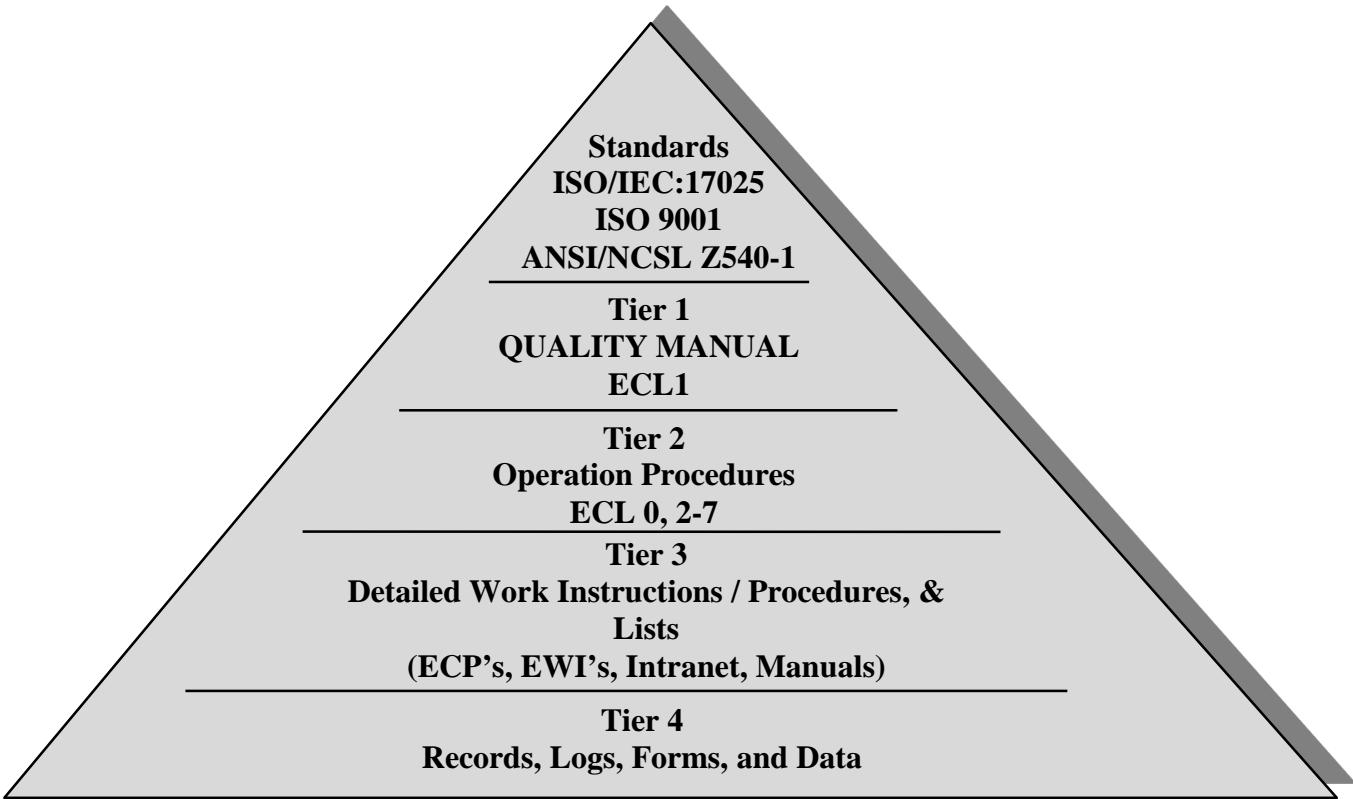 Standards
ISO/IEC:17025
ISO 9001
ANSI/NCSL Z540-1
Tier 1
QUALITY MANUAL
ECL1
Tier 2
Operation Procedures
ECL 0, 2-7
Tier 3
Detailed Work Instructions / Procedures, &
Lists
(ECP’s, EWI’s, Intranet, Manuals)
Tier 4
Records, Logs, Forms, and Data